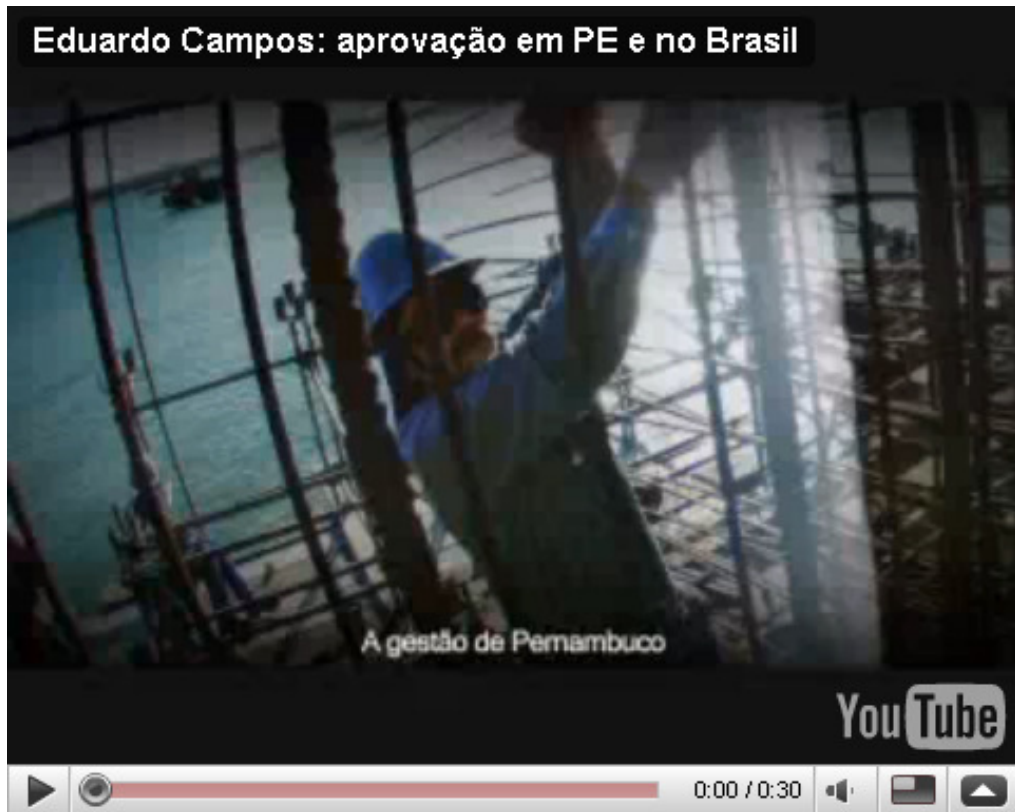 Eduardo Campos: aprovação em PE e no Brasil
A gestão de Pernambuco
YouTube
0:00 / 0:30